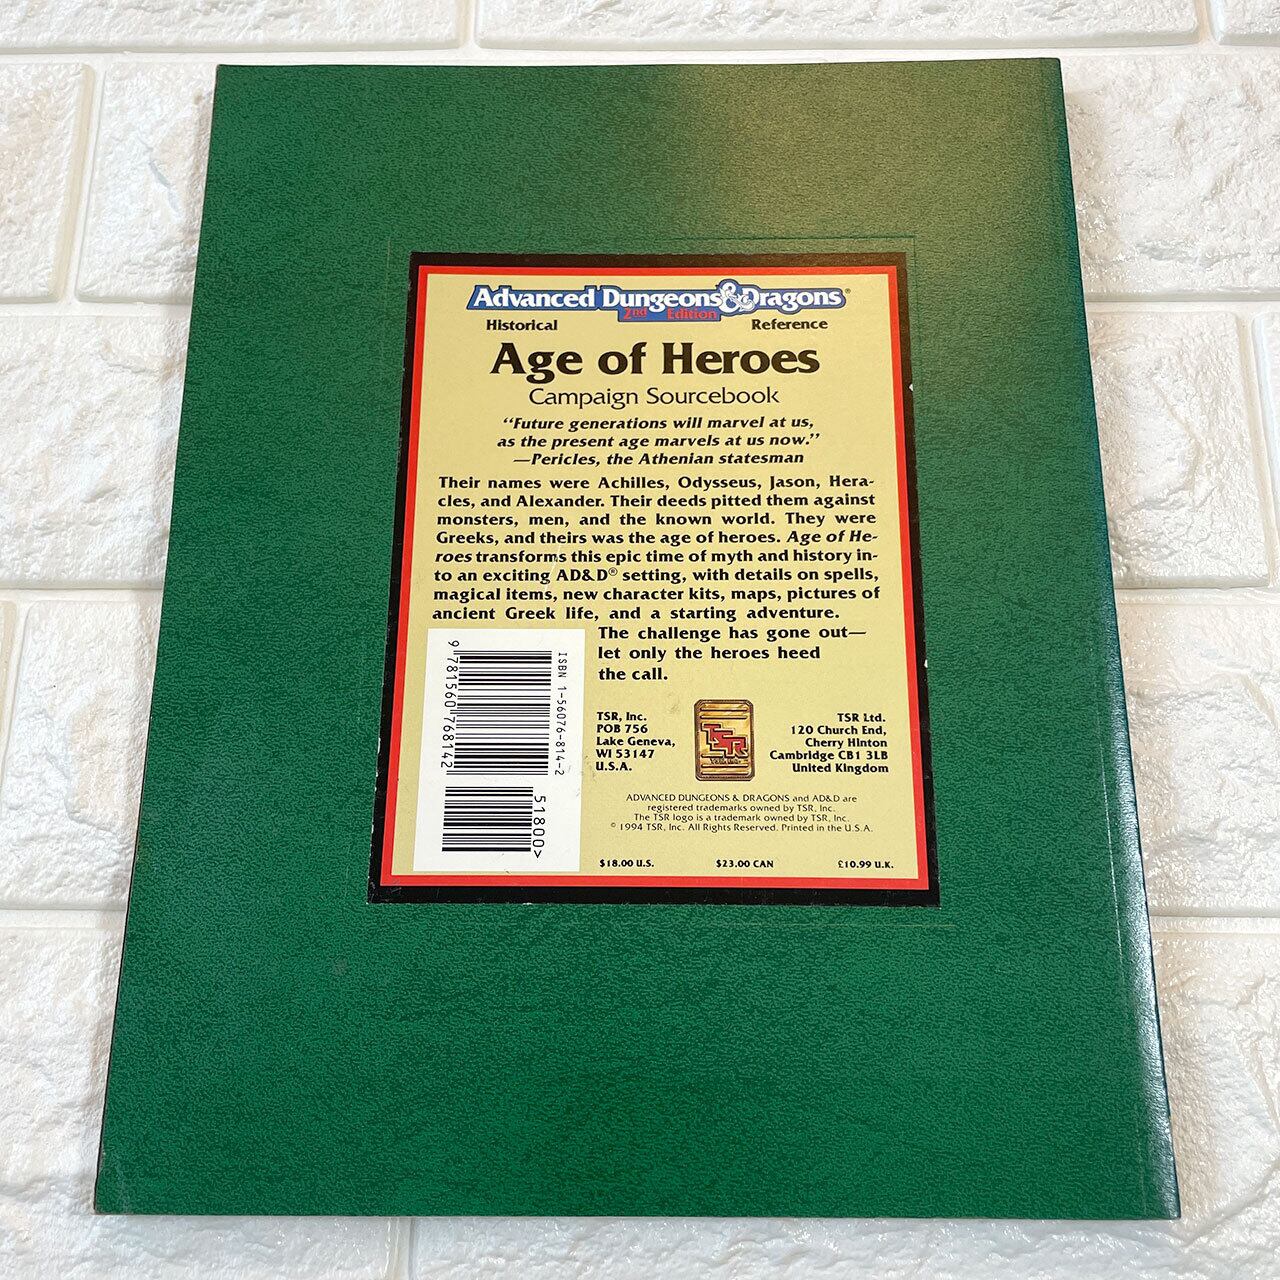 Advanced Dungeons & Dragons®
2nd Edition
Historical Reference
Age of Heroes
Campaign Sourcebook
“Future generations will marvel at us,
as the present age marvels at us now.”
—Pericles, the Athenian statesman
Their names were Achilles, Odysseus, Jason, Hera-
cles, and Alexander. Their deeds pitted them against
monsters, men, and the known world. They were
Greeks, and theirs was the age of heroes. Age of He-
roes transforms this epic time of myth and history in-
to an exciting AD&D® setting, with details on spells,
magical items, new character kits, maps, pictures of
ancient Greek life, and a starting adventure.
The challenge has gone out—
let only the heroes heed
the call.
ISBN 1-56076-814-2
9 781560 768142
51800>
TSR, Inc.
POB 756
Lake Geneva,
WI 53147
U.S.A.
TSR
TSR Ltd.
120 Church End,
Cherry Hinton
Cambridge CB1 3LB
United Kingdom
ADVANCED DUNGEONS & DRAGONS and AD&D are
registered trademarks owned by TSR, Inc.
The TSR logo is a trademark owned by TSR, Inc.
© 1994 TSR, Inc. All Rights Reserved. Printed in the U.S.A.
$18.00 U.S. $23.00 CAN £10.99 U.K.